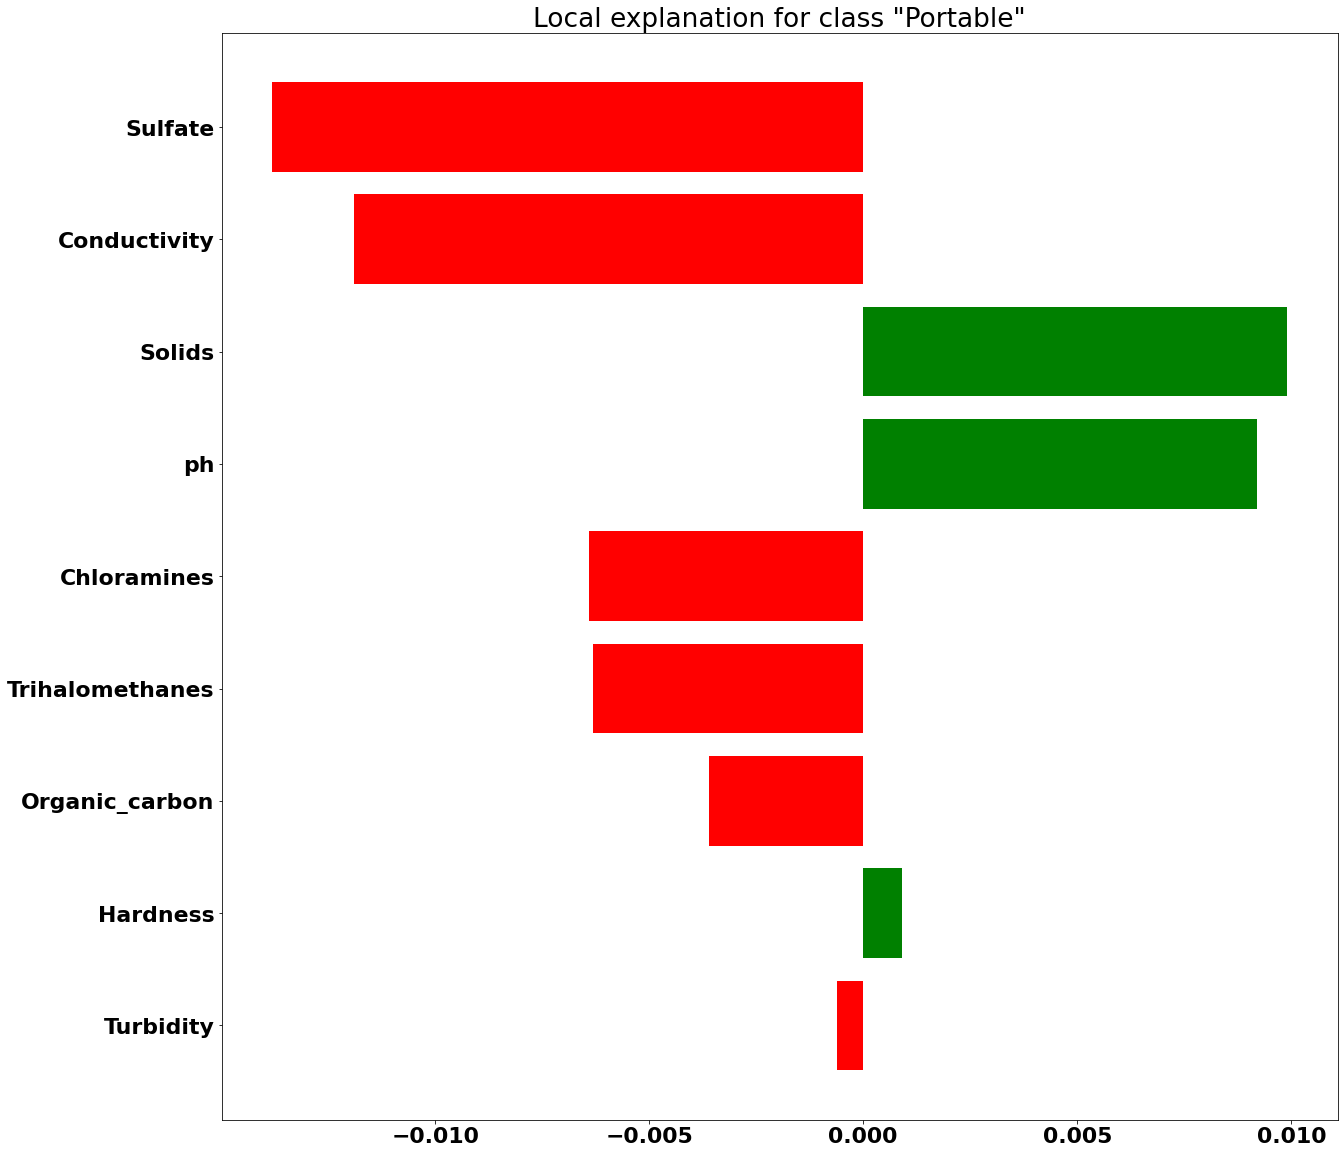 Local explanation for class "Portable"
Sulfate
Conductivity
Solids
ph
Chloramines
Trihalomethanes
Organic_carbon
Hardness
Turbidity
−0.010 −0.005 0.000 0.005 0.010